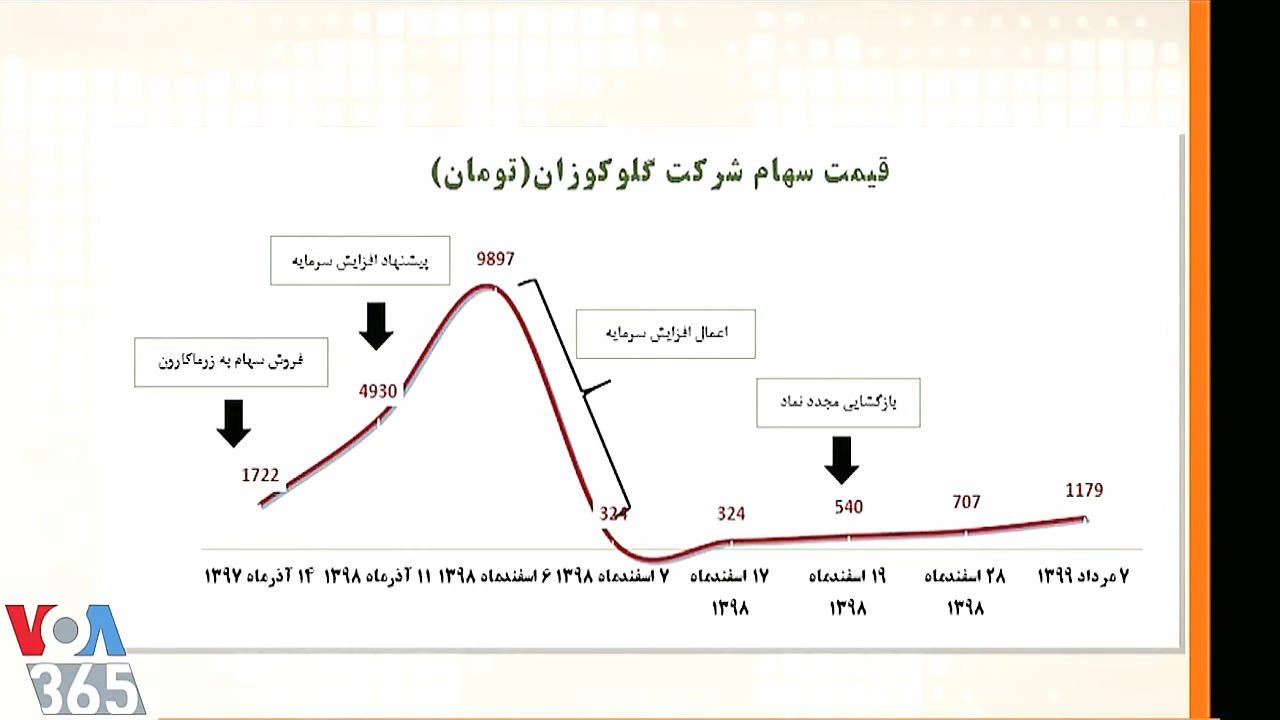 قیمت سهام شرکت گلوکوزان(تومان)
9897
پیشنهاد افزایش سرمایه
اعمال افزایش سرمایه
فروش سهام به زرماکارون
4930
بازگشایی مجدد نماد
1722
324
324
540
707
1179
۱۴ آذرماه ۱۳۹۷
۱۱ آذرماه ۱۳۹۸
۶ اسفندماه ۱۳۹۸
۷ اسفندماه ۱۳۹۸
۱۷ اسفندماه
۱۳۹۸
۱۹ اسفندماه
۱۳۹۸
۲۸ اسفندماه
۱۳۹۸
۷ مرداد ۱۳۹۹
VOA
365